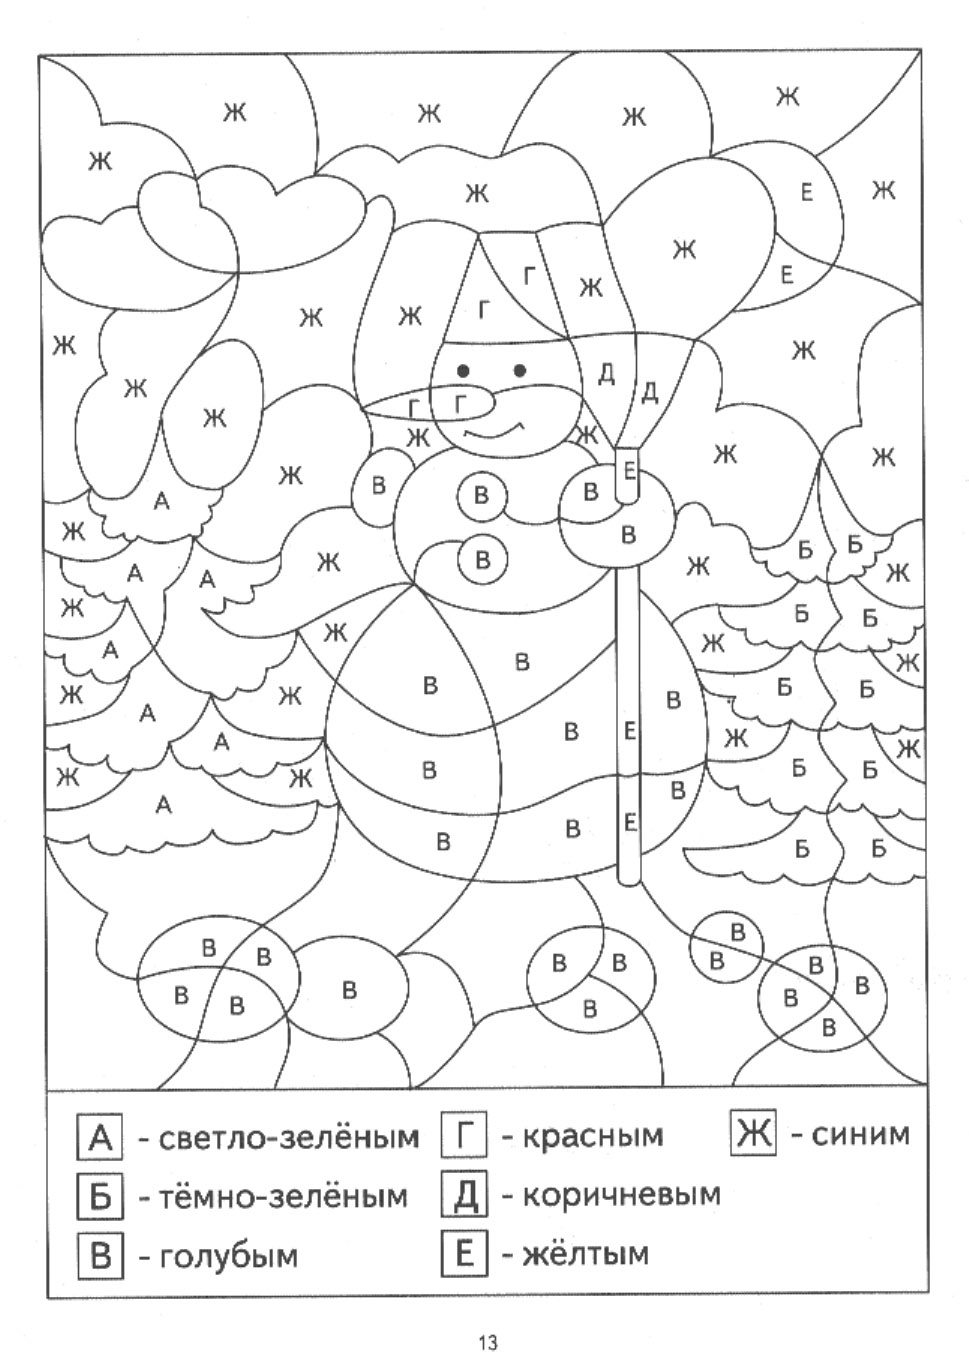 Ж Ж Ж Ж
Ж Ж Е Ж
Ж Г Ж Е
Ж Ж Ж Г Ж
Ж Ж Д Д
Ж Г Г Ж Ж Ж Ж
Ж А В В В Е
Ж А А Ж В В Ж Б Б Ж
Ж А Ж В Б Б
Ж А Ж В В Ж Б Б Ж
Ж А В Е В Ж Б Б Ж
Ж А Ж В В Е В Б Б
А В В Е Б Б
В В В В В В В В В В
В В В В В В
А - светло-зелёным Г - красным Ж - синим
Б - тёмно-зелёным Д - коричневым
В - голубым Е - жёлтым
13